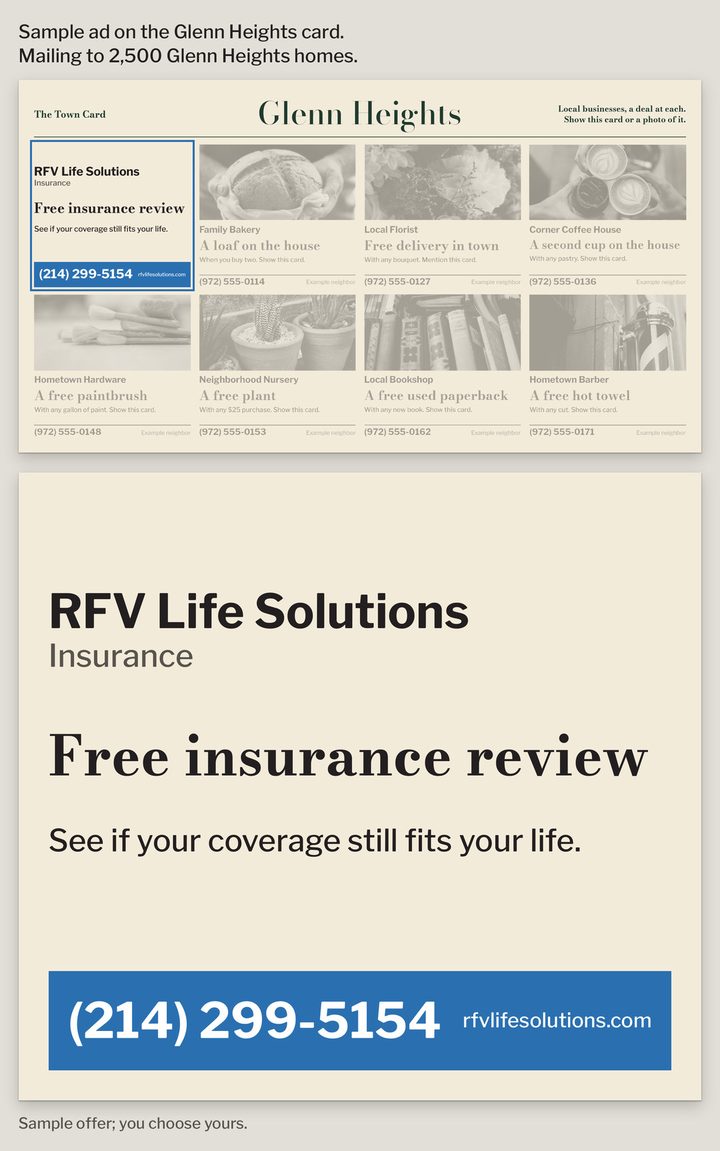 Sample ad on the Glenn Heights card.
Mailing to 2,500 Glenn Heights homes.
The Town Card
Glenn Heights
Local businesses, a deal at each.
Show this card or a photo of it.
RFV Life Solutions
Insurance
Free insurance review
See if your coverage still fits your life.
(214) 299-5154 rfvlifesolutions.com
Family Bakery
A loaf on the house
When you buy two. Show this card.
(972) 555-0114 Example neighbor
Local Florist
Free delivery in town
With any bouquet. Mention this card.
(972) 555-0127 Example neighbor
Corner Coffee House
A second cup on the house
With any pastry. Show this card.
(972) 555-0136 Example neighbor
Hometown Hardware
A free paintbrush
With any gallon of paint. Show this card.
(972) 555-0148 Example neighbor
Neighborhood Nursery
A free plant
With any $25 purchase. Show this card.
(972) 555-0153 Example neighbor
Local Bookshop
A free used paperback
With any new book. Show this card.
(972) 555-0162 Example neighbor
Hometown Barber
A free hot towel
With any cut. Show this card.
(972) 555-0171 Example neighbor
RFV Life Solutions
Insurance
Free insurance review
See if your coverage still fits your life.
(214) 299-5154 rfvlifesolutions.com
Sample offer; you choose yours.